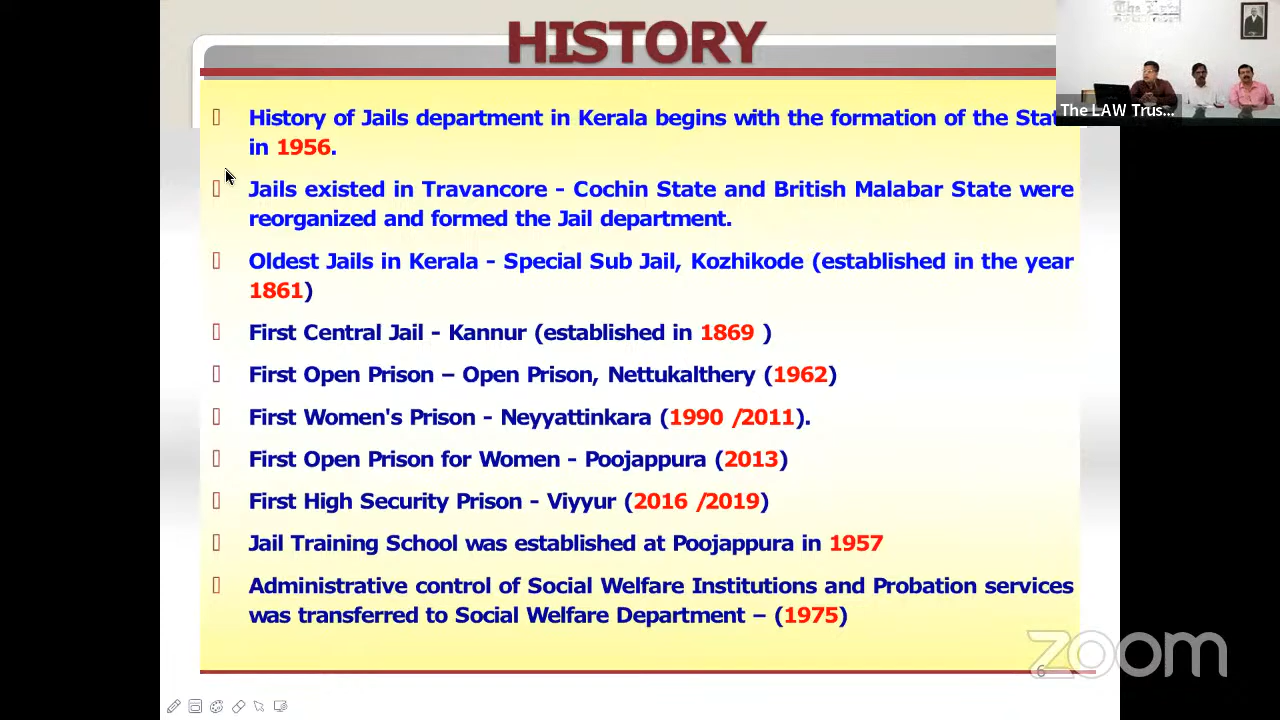 HISTORY
History of Jails department in Kerala begins with the formation of the Stat
in 1956.
Jails existed in Travancore - Cochin State and British Malabar State were
reorganized and formed the Jail department.
Oldest Jails in Kerala - Special Sub Jail, Kozhikode (established in the year
1861)
First Central Jail - Kannur (established in 1869 )
First Open Prison – Open Prison, Nettukalthery (1962)
First Women's Prison - Neyyattinkara (1990 /2011).
First Open Prison for Women - Poojappura (2013)
First High Security Prison - Viyyur (2016 /2019)
Jail Training School was established at Poojappura in 1957
Administrative control of Social Welfare Institutions and Probation services
was transferred to Social Welfare Department – (1975)
The LAW Trus...
6
zoom